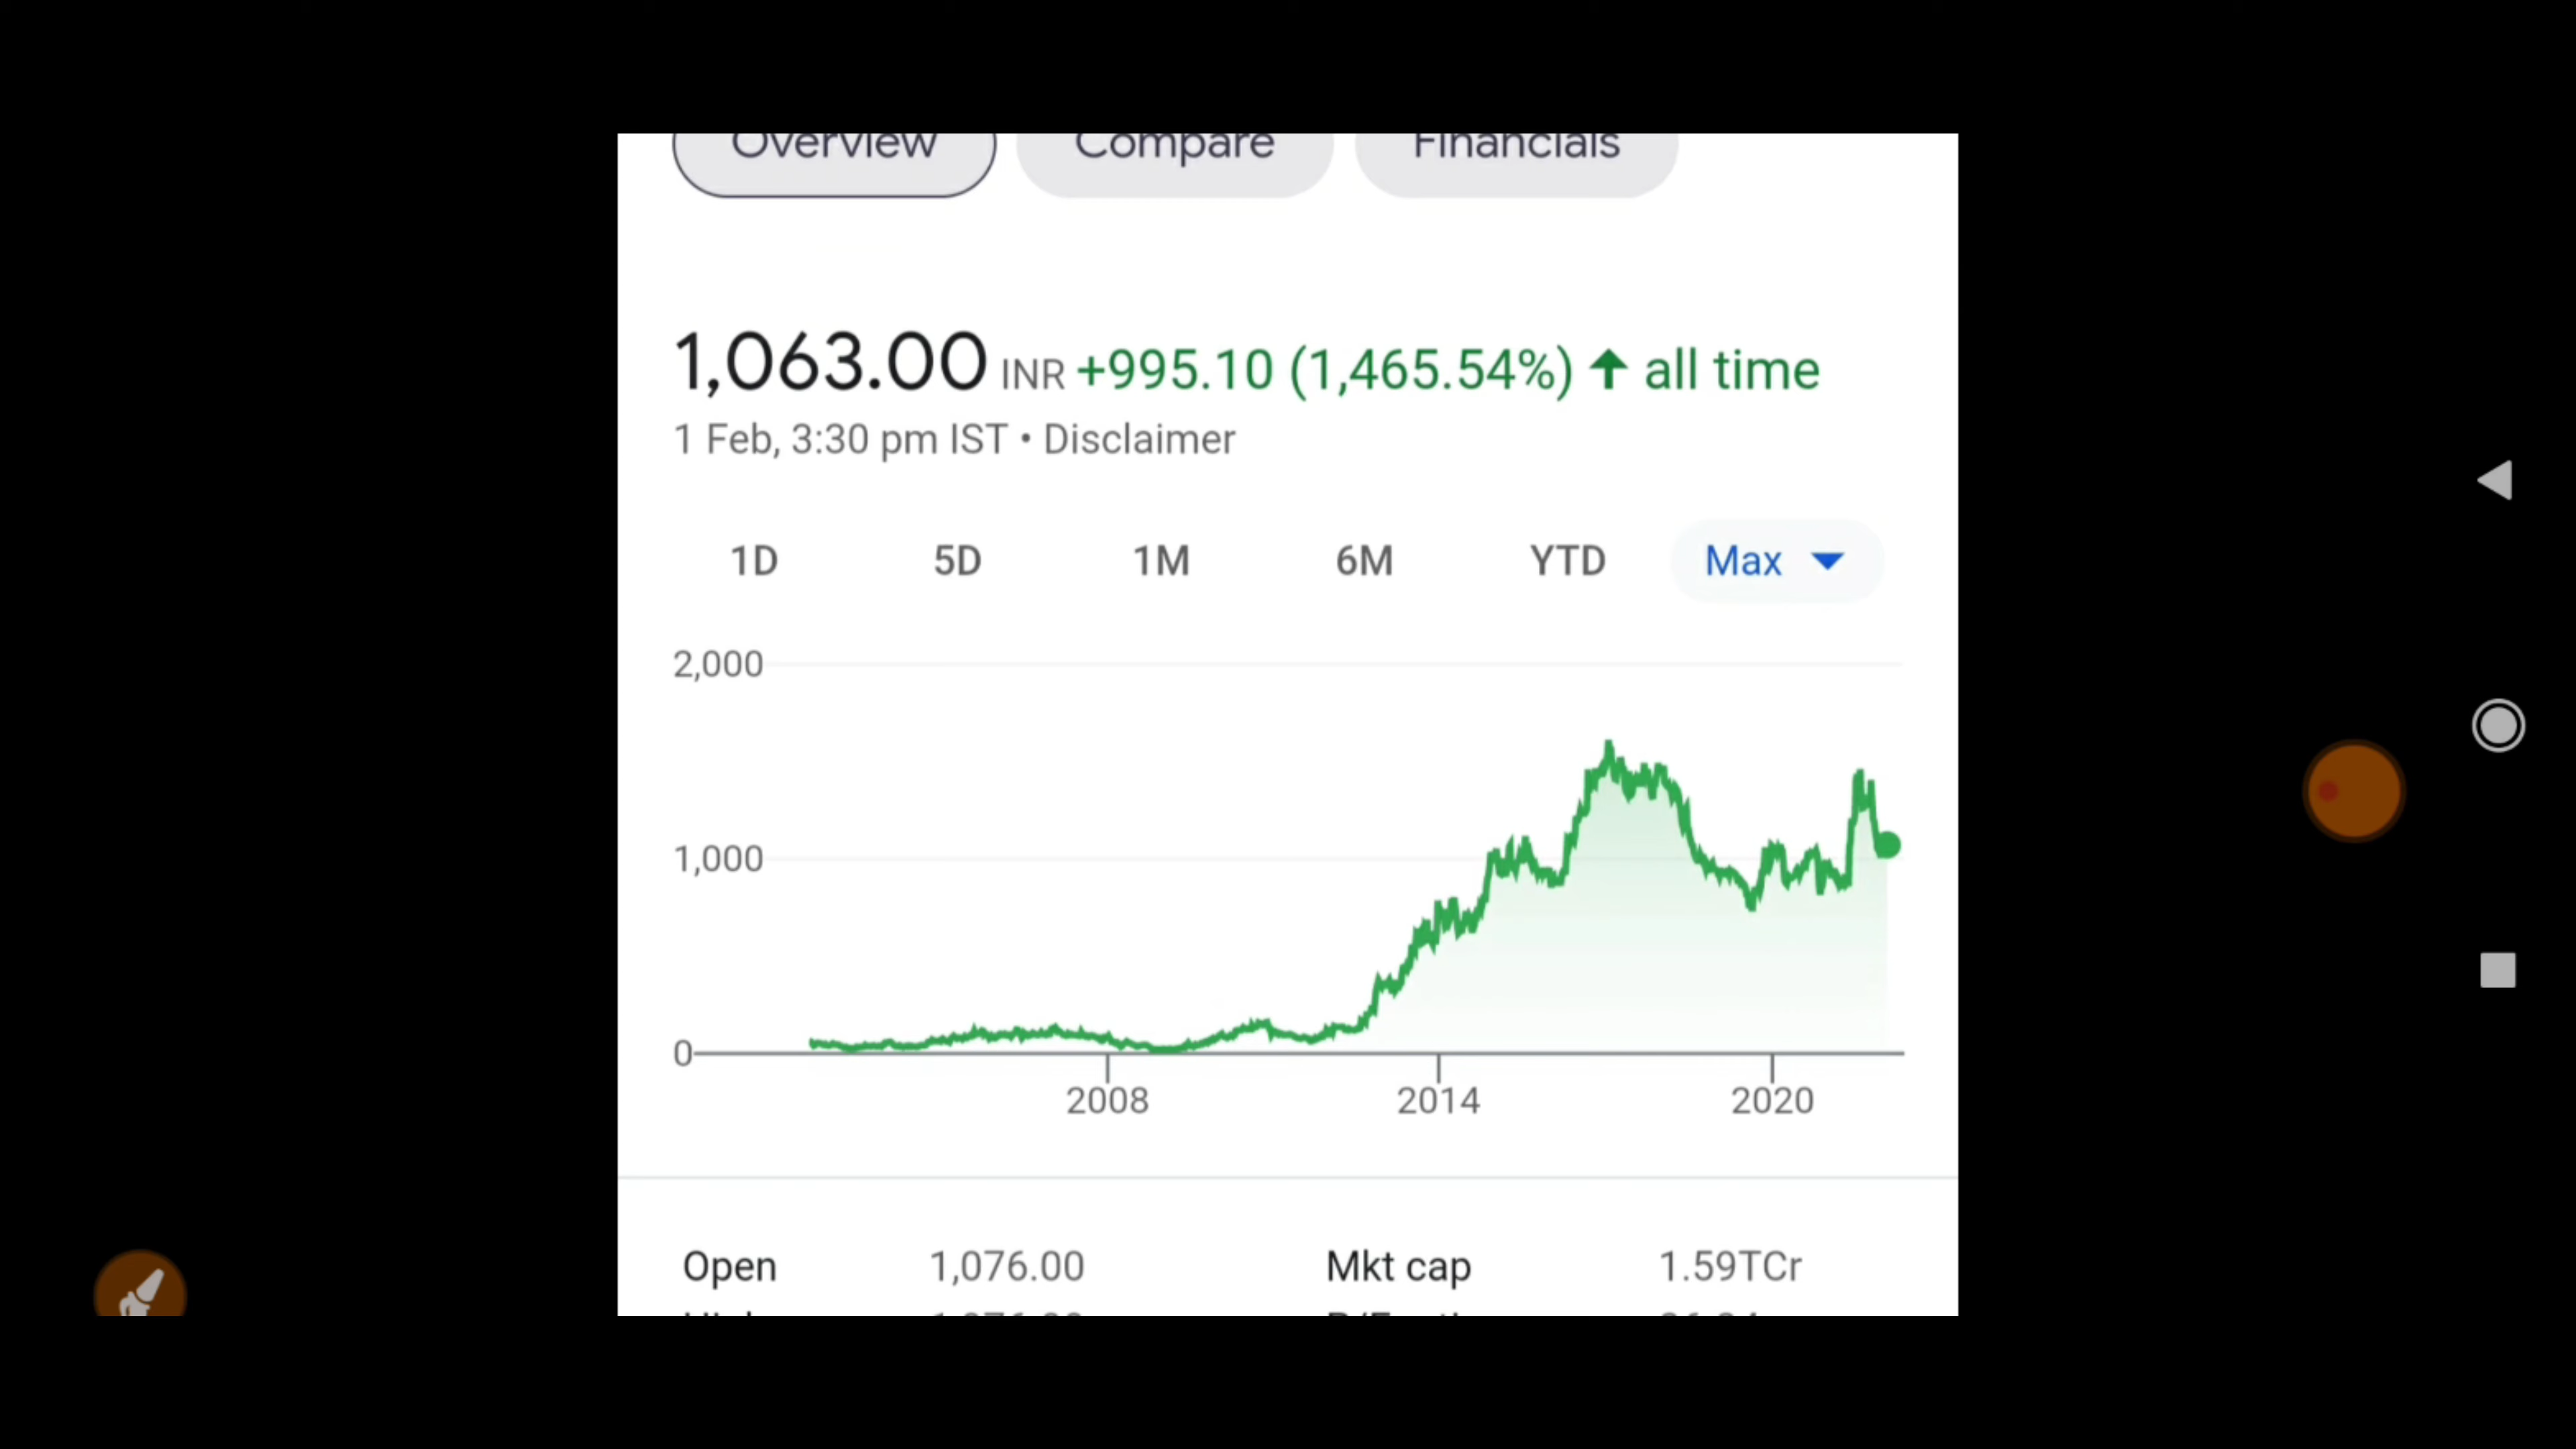 Overview Compare Financials
1,063.00 INR +995.10 (1,465.54%) ↑ all time
1 Feb, 3:30 pm IST • Disclaimer
1D 5D 1M 6M YTD Max
2,000
1,000
0
2008 2014 2020
Open 1,076.00 Mkt cap 1.59TCr